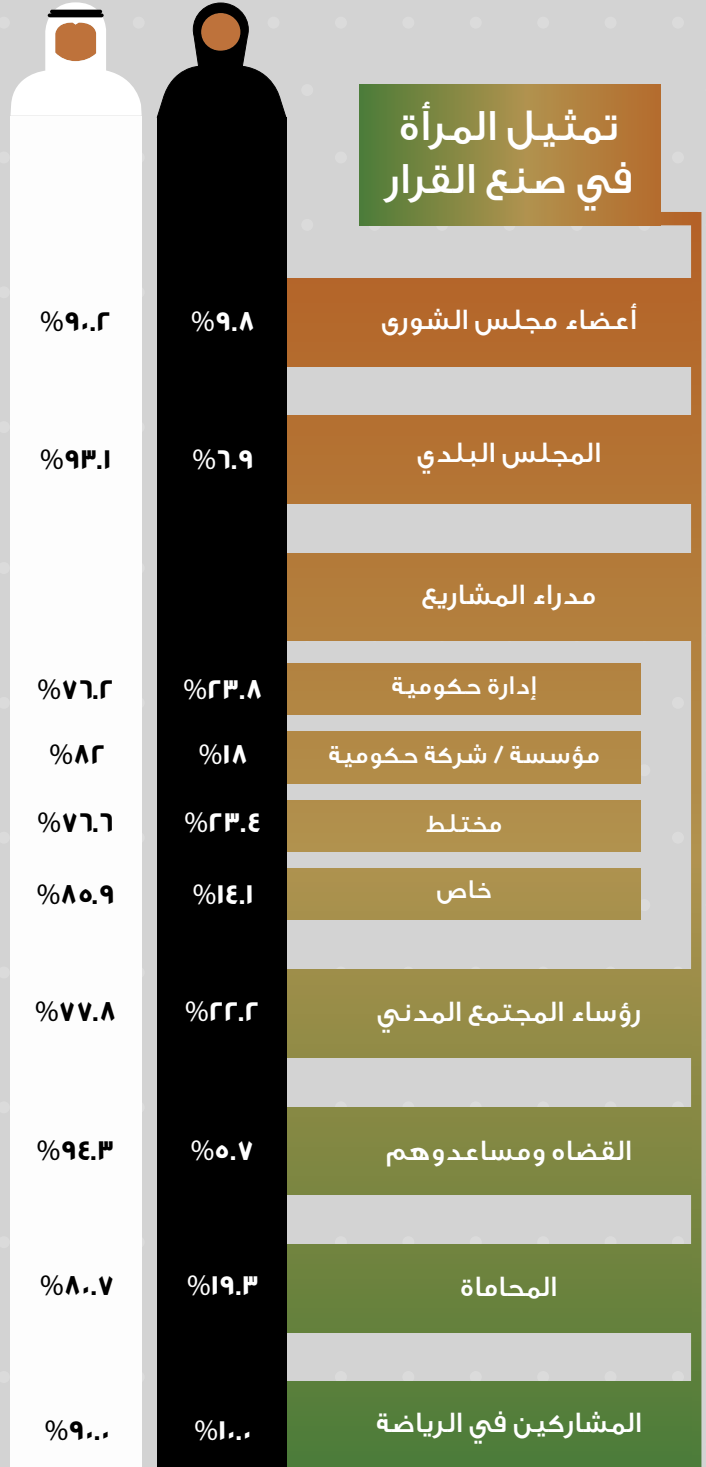 تمثيل المرأة
في صنع القرار
أعضاء مجلس الشورى %٩.٨ %٩٠.٢
المجلس البلدي %٦.٩ %٩٣.١
مدراء المشاريع
إدارة حكومية %٢٣.٨ %٧٦.٢
مؤسسة / شركة حكومية %١٨ %٨٢
مختلط %٢٣.٤ %٧٦.٦
خاص %١٤.١ %٨٥.٩
رؤساء المجتمع المدني %٢٢.٢ %٧٧.٨
القضاه ومساعدوهم %٥.٧ %٩٤.٣
المحاماة %١٩.٣ %٨٠.٧
المشاركين في الرياضة %١٠.٠ %٩٠.٠